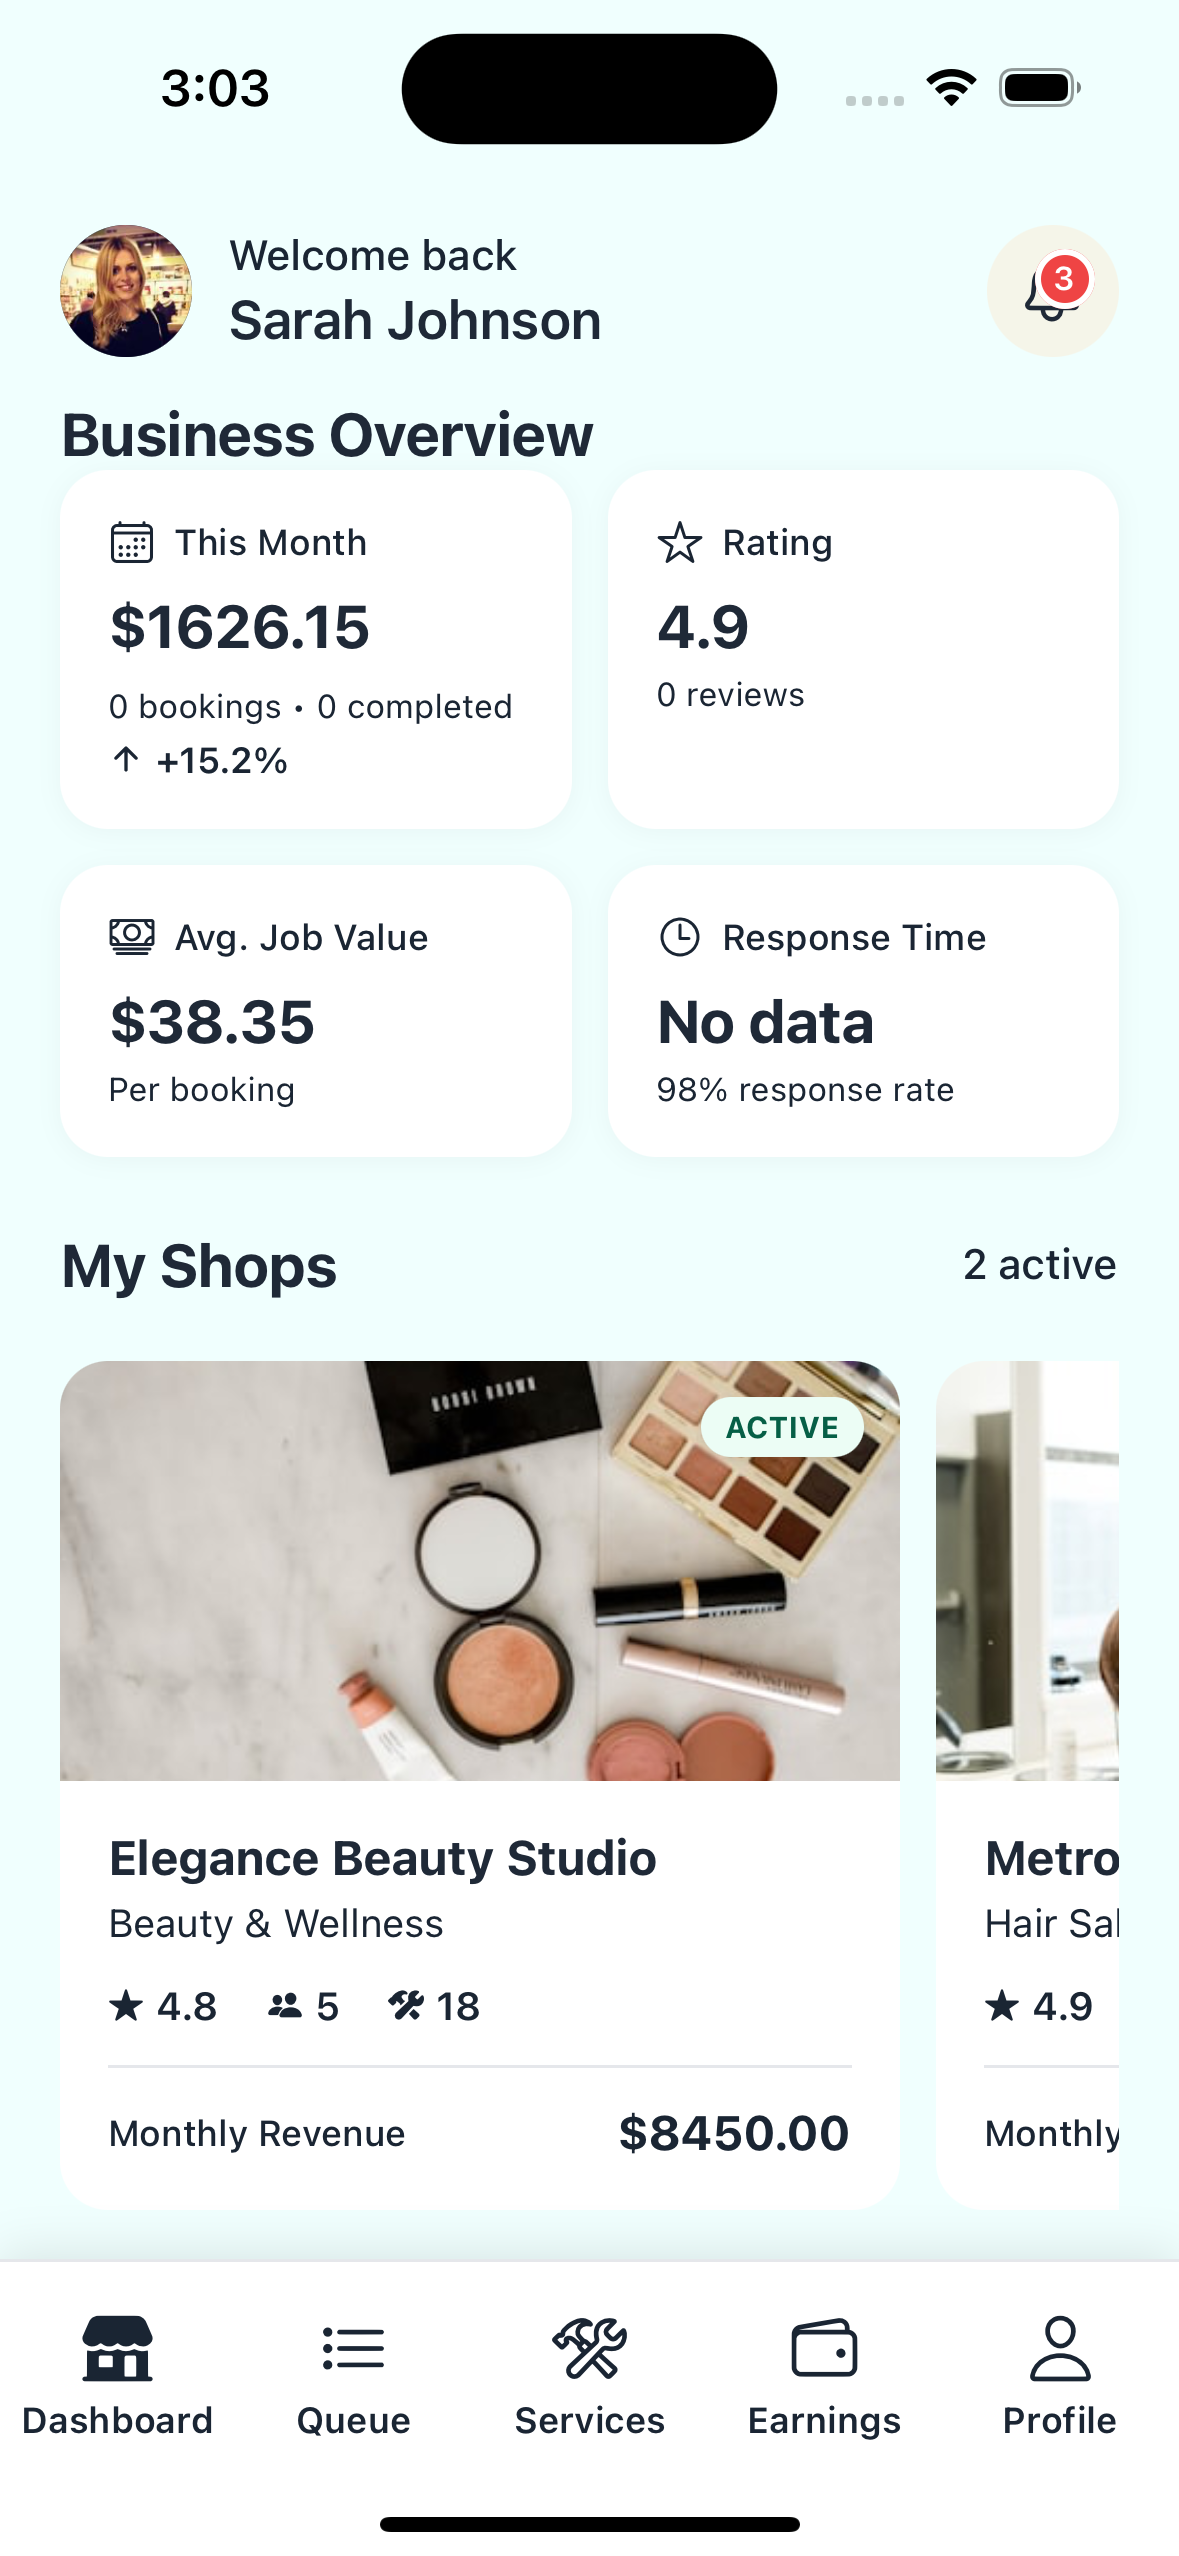 3:03
Welcome back
Sarah Johnson
3
Business Overview
This Month
$1626.15
0 bookings • 0 completed
↑ +15.2%
Rating
4.9
0 reviews
Avg. Job Value
$38.35
Per booking
Response Time
No data
98% response rate
My Shops
2 active
BOBBI BROWN
ACTIVE
Elegance Beauty Studio
Beauty & Wellness
4.8 5 18
Monthly Revenue $8450.00
Metro
Hair Sal
4.9
Monthly
Dashboard
Queue
Services
Earnings
Profile